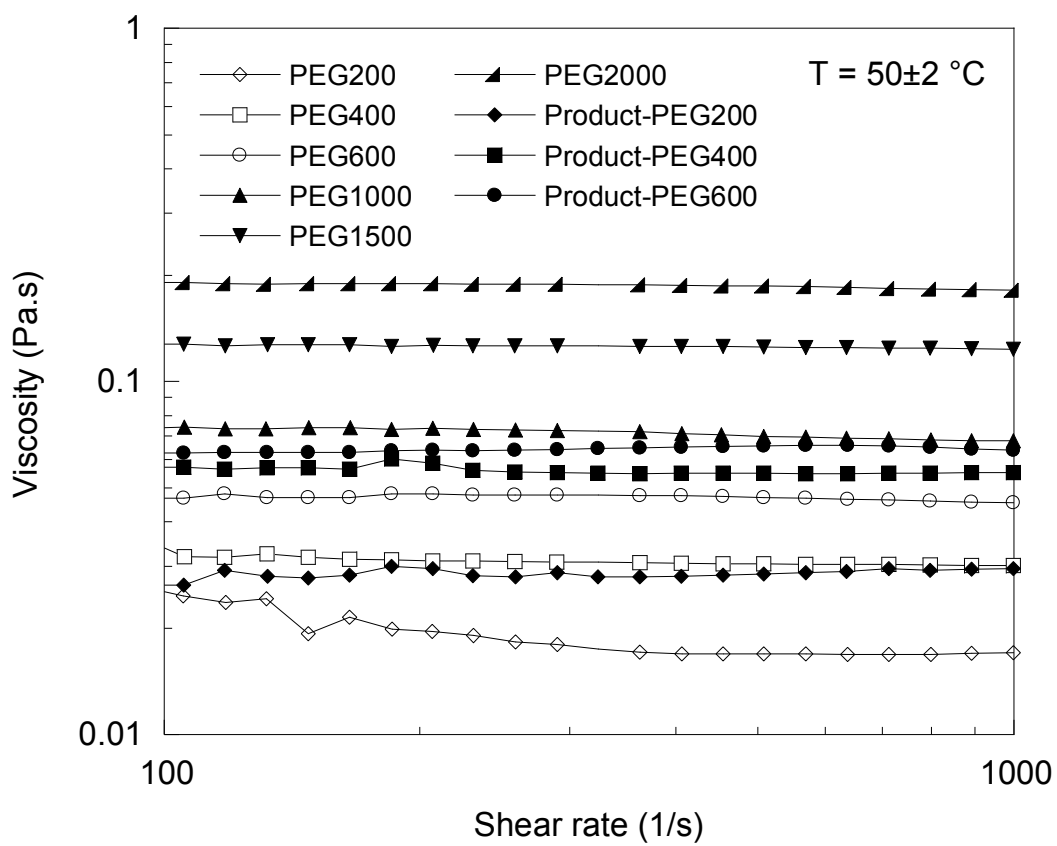 1
PEG200 PEG2000 T = 50±2 °C
PEG400 Product-PEG200
PEG600 Product-PEG400
PEG1000 Product-PEG600
PEG1500
Viscosity (Pa.s)
0.1
0.01
100 1000
Shear rate (1/s)